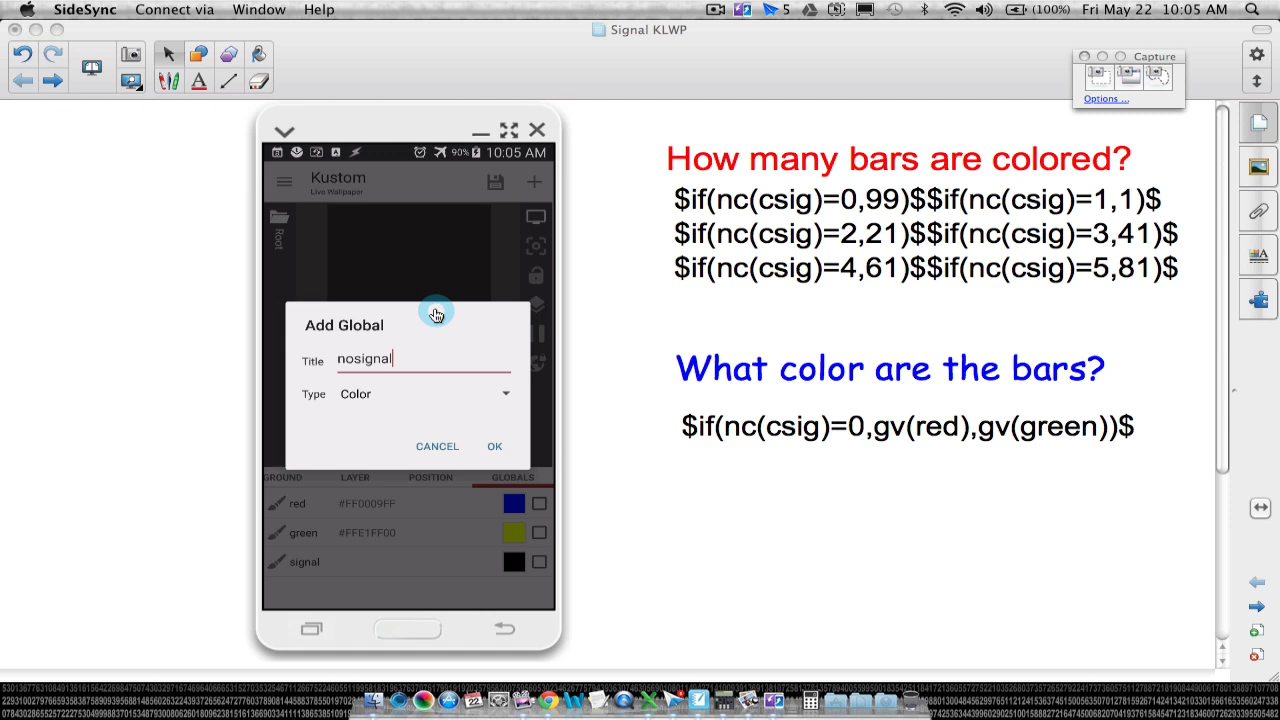 SideSync Connect via Window Help
5 (100%) Fri May 22 10:05 AM
Signal KLWP
Capture
Options ...
90% 10:05 AM
Kustom
Live Wallpaper
Root
Add Global
Title nosignal
Type Color
CANCEL OK
GROUND LAYER POSITION GLOBALS
red #FF0009FF
green #FFE1FF00
signal
How many bars are colored?
$if(nc(csig)=0,99)$$if(nc(csig)=1,1)$
$if(nc(csig)=2,21)$$if(nc(csig)=3,41)$
$if(nc(csig)=4,61)$$if(nc(csig)=5,81)$
What color are the bars?
$if(nc(csig)=0,gv(red),gv(green))$